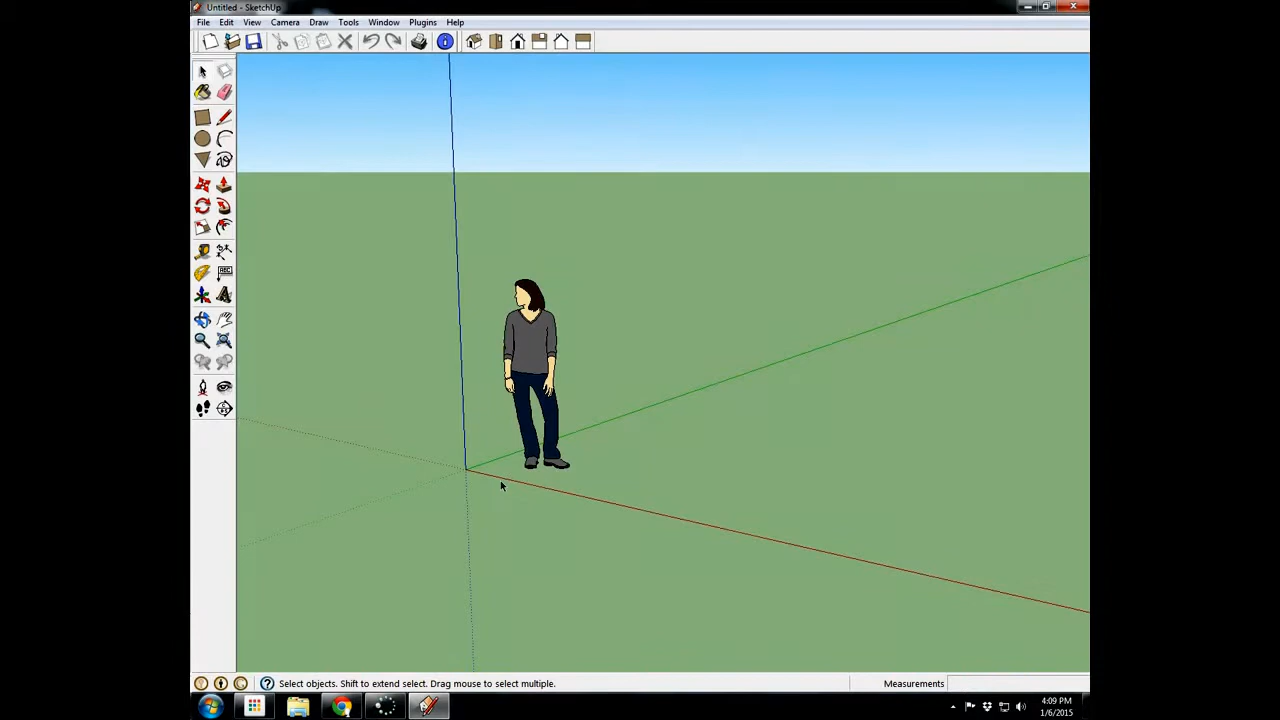 Untitled - SketchUp
File Edit View Camera Draw Tools Window Plugins Help
ABC
Select objects. Shift to extend select. Drag mouse to select multiple.
Measurements
4:09 PM
1/6/2015